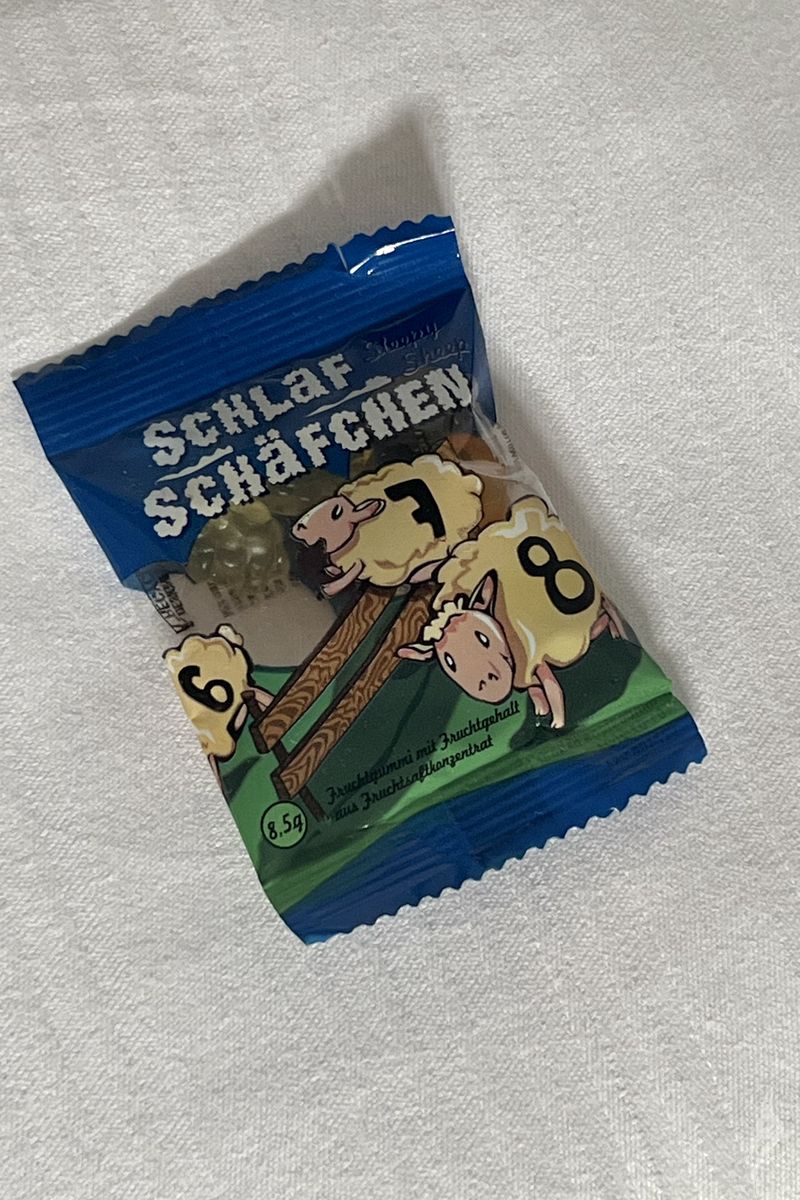 Sleepy
Sheep
SCHLAF
SCHÄFCHEN
7
8
6
Fruchtgummi mit Fruchtgehalt
aus Fruchtsaftkonzentrat
8,5g